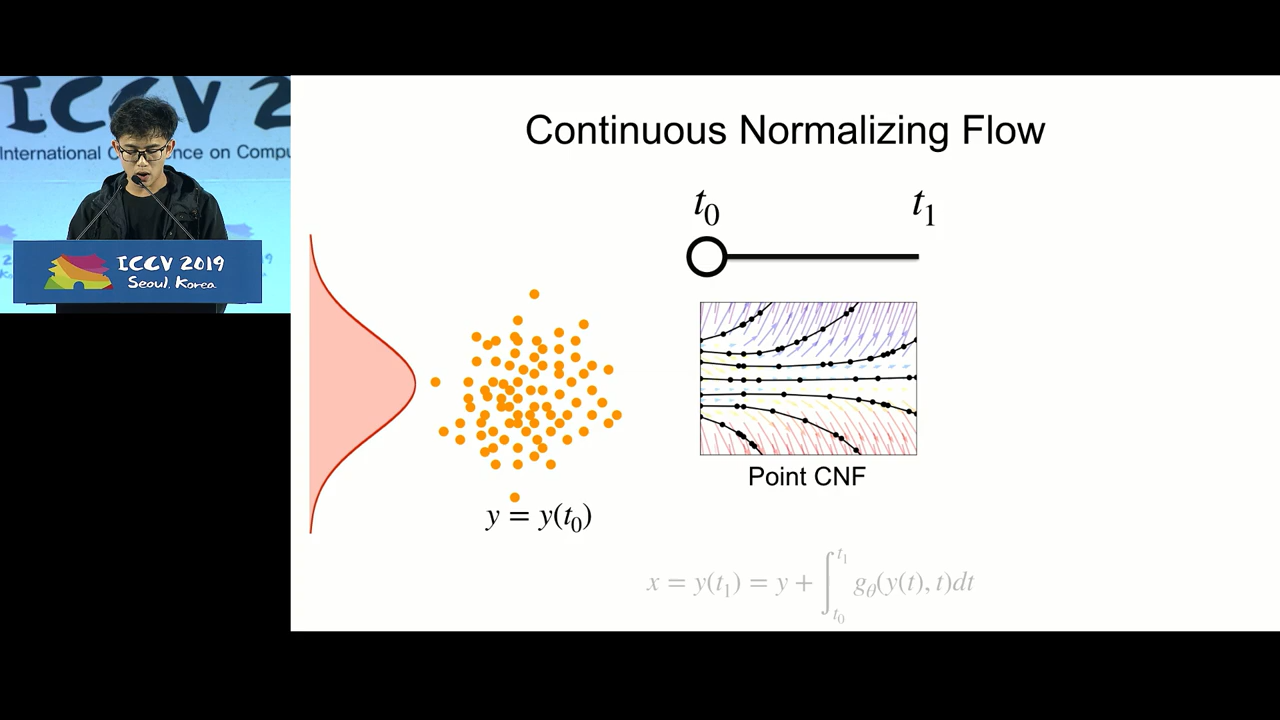 ICCV 2
International C nce on Compu
ICCV 2019
Seoul, Korea
Continuous Normalizing Flow
t₀ t₁
Point CNF
y = y(t₀)
x = y(t₁) = y + ∫_{t₀}^{t₁} g_θ(y(t), t)dt